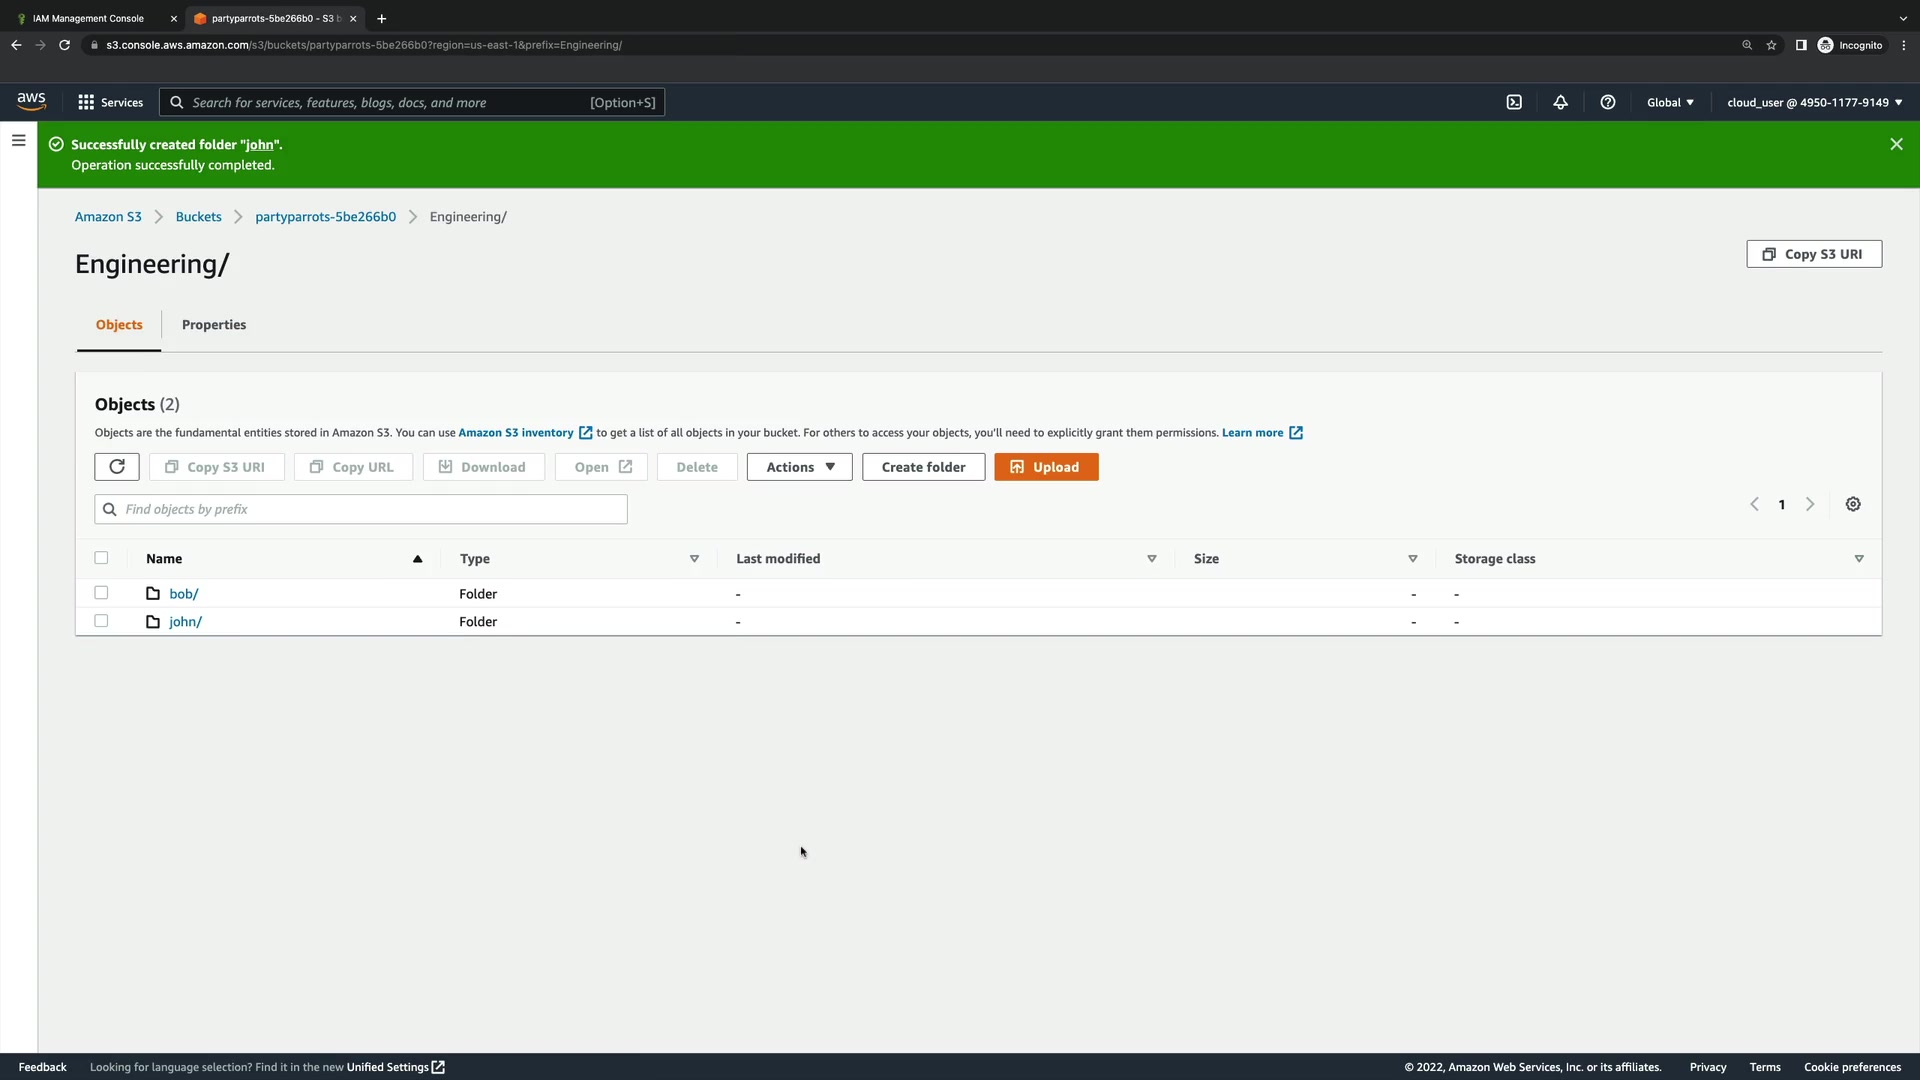 IAM Management Console
partyparrots-5be266b0 - S3 b
s3.console.aws.amazon.com/s3/buckets/partyparrots-5be266b0?region=us-east-1&prefix=Engineering/
Incognito
aws
Services
Search for services, features, blogs, docs, and more
[Option+S]
Global
cloud_user @ 4950-1177-9149
Successfully created folder "john".
Operation successfully completed.
Amazon S3
Buckets
partyparrots-5be266b0
Engineering/
Engineering/
Copy S3 URI
Objects
Properties
Objects (2)
Objects are the fundamental entities stored in Amazon S3. You can use Amazon S3 inventory to get a list of all objects in your bucket. For others to access your objects, you'll need to explicitly grant them permissions. Learn more
Copy S3 URI
Copy URL
Download
Open
Delete
Actions
Create folder
Upload
Find objects by prefix
1
Name
Type
Last modified
Size
Storage class
bob/
Folder
-
-
-
john/
Folder
-
-
-
Feedback
Looking for language selection? Find it in the new Unified Settings
© 2022, Amazon Web Services, Inc. or its affiliates.
Privacy
Terms
Cookie preferences